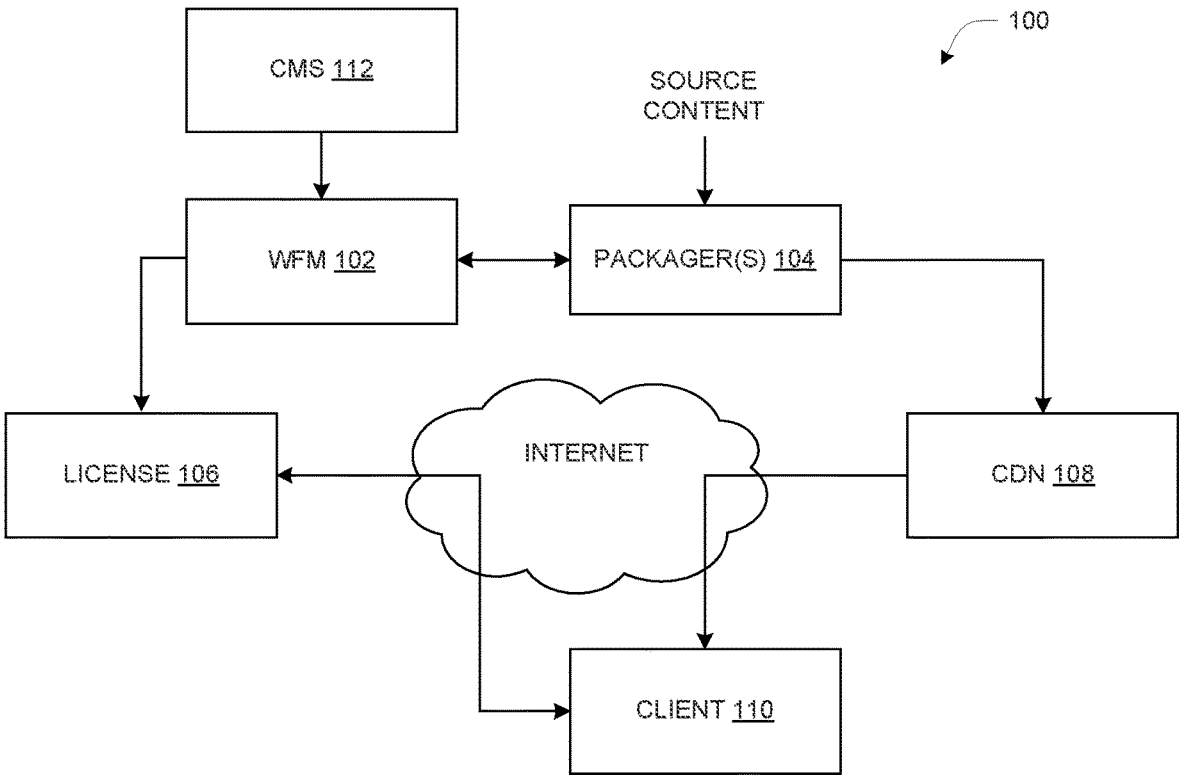 100
CMS 112
SOURCE
CONTENT
WFM 102
PACKAGER(S) 104
INTERNET
LICENSE 106
CDN 108
CLIENT 110